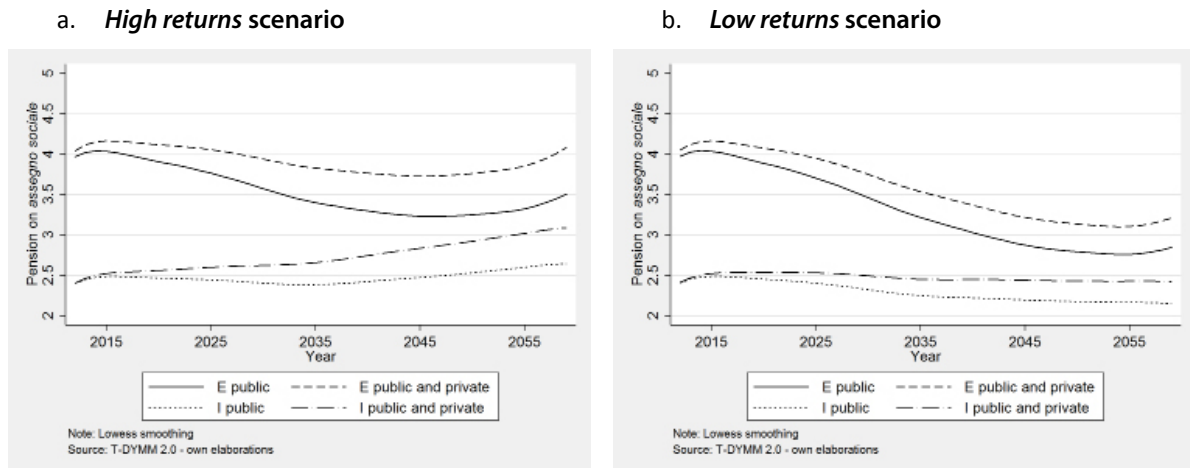 a. High returns scenario
Pension on assegno sociale
5
4.5
4
3.5
3
2.5
2
2015 2025 2035 2045 2055
Year
E public E public and private
I public I public and private
Note: Lowess smoothing
Source: T-DYMM 2.0 - own elaborations
b. Low returns scenario
Pension on assegno sociale
5
4.5
4
3.5
3
2.5
2
2015 2025 2035 2045 2055
Year
E public E public and private
I public I public and private
Note: Lowess smoothing
Source: T-DYMM 2.0 - own elaborations